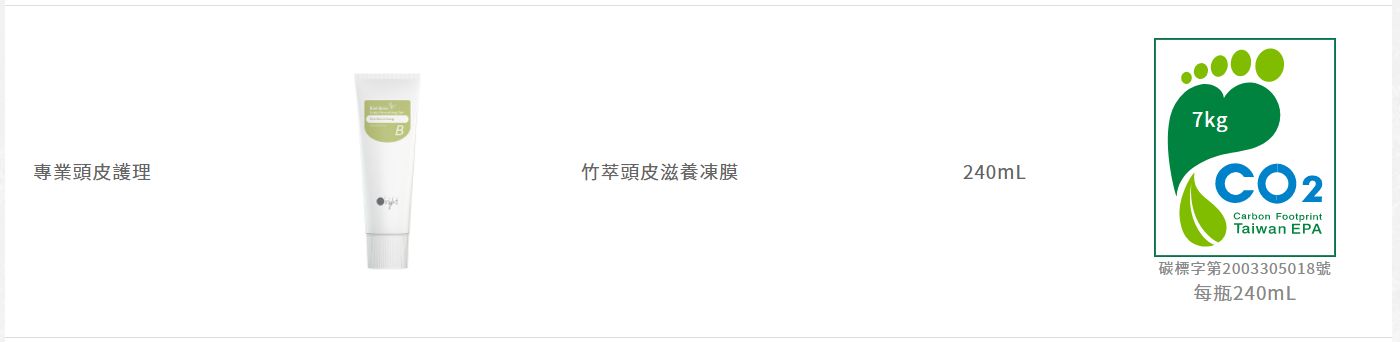 專業頭皮護理
B
O'right
竹萃頭皮滋養凍膜
240mL
7kg
CO2
Carbon Footprint
Taiwan EPA
碳標字第2003305018號
每瓶240mL